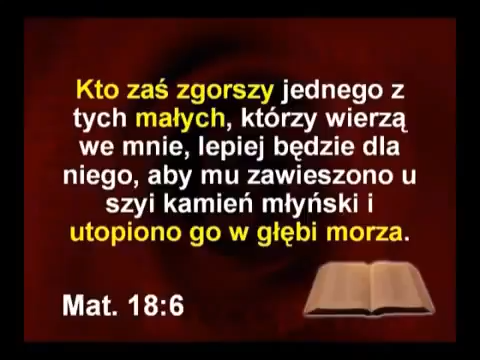 Kto zaś zgorszy jednego z
tych małych, którzy wierzą
we mnie, lepiej będzie dla
niego, aby mu zawieszono u
szyi kamień młyński i
utopiono go w głębi morza.
Mat. 18:6